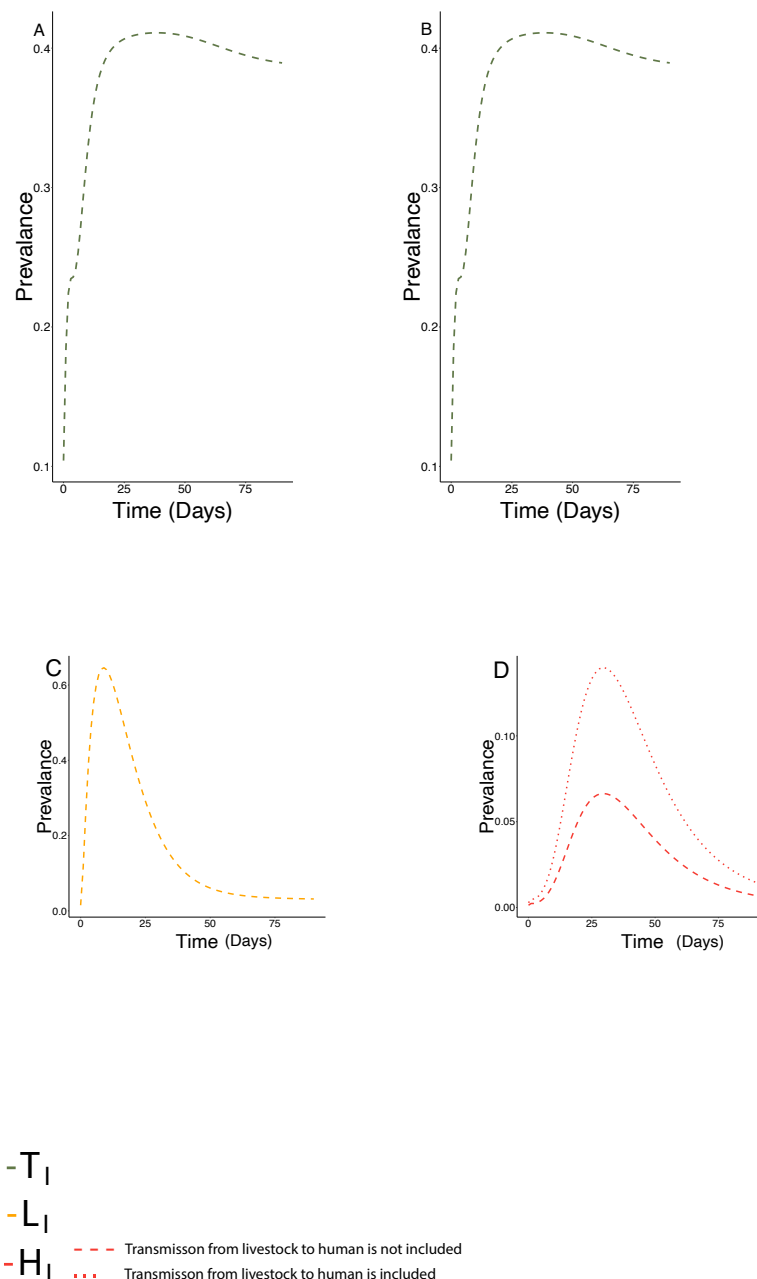 A
0.4
0.3
0.2
0.1
Prevalance
0 25 50 75
Time (Days)
B
0.4
0.3
0.2
0.1
Prevalance
0 25 50 75
Time (Days)
C
0.6
0.4
0.2
0.0
Prevalance
0 25 50 75
Time (Days)
D
0.10
0.05
0.00
Prevalance
0 25 50 75
Time (Days)
T I
L I
H I
Transmisson from livestock to human is not included
Transmisson from livestock to human is included